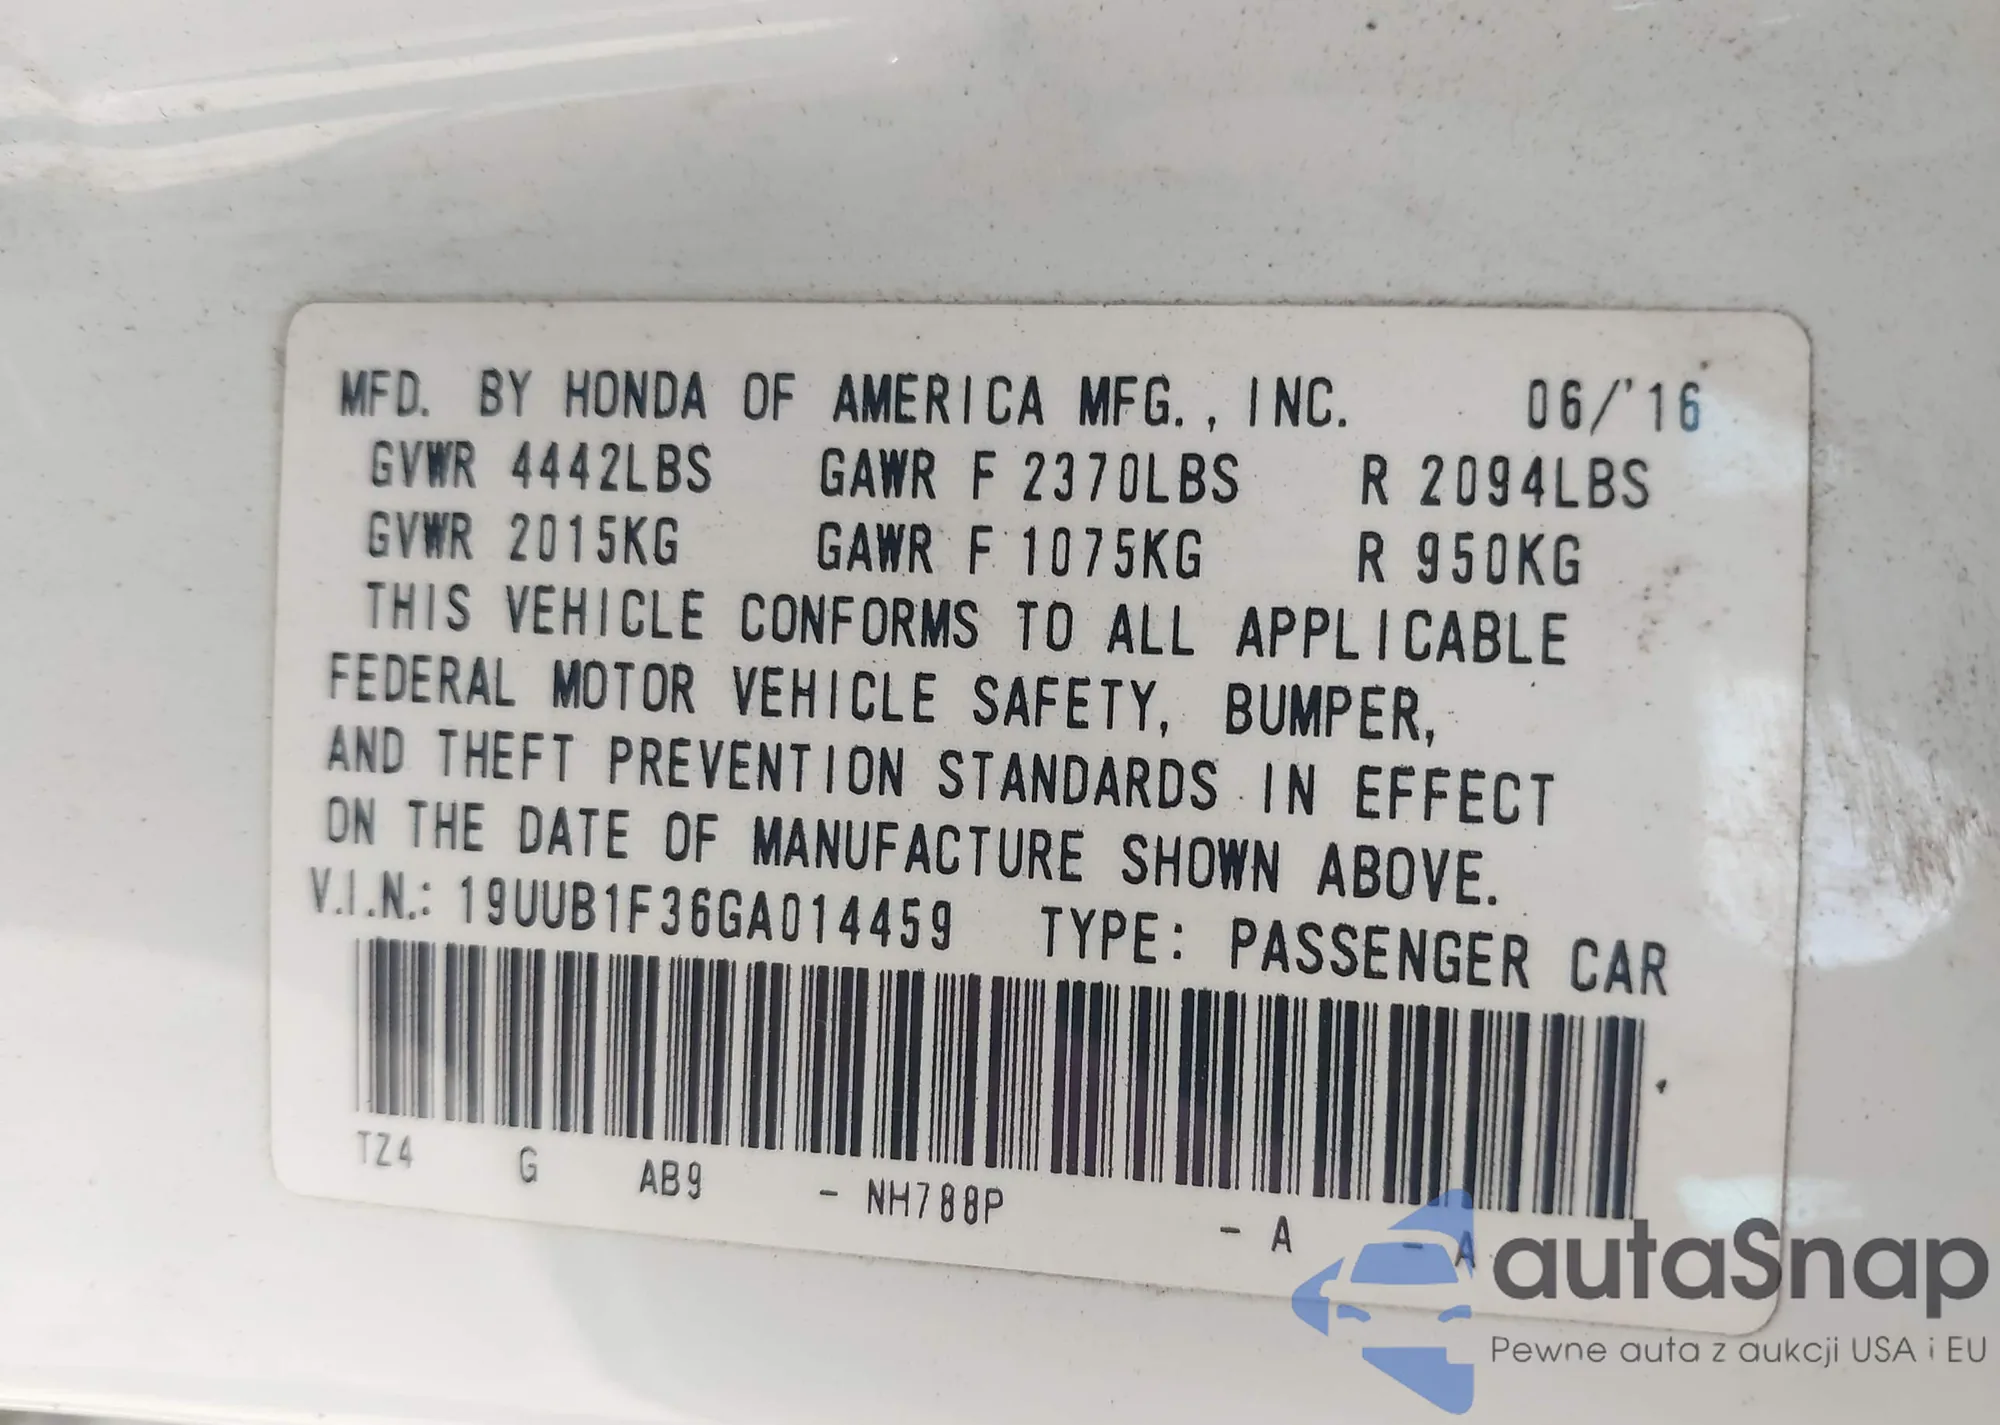 MFD. BY HONDA OF AMERICA MFG., INC. 06/'16
GVWR 4442LBS GAWR F 2370LBS R 2094LBS
GVWR 2015KG GAWR F 1075KG R 950KG
THIS VEHICLE CONFORMS TO ALL APPLICABLE
FEDERAL MOTOR VEHICLE SAFETY, BUMPER,
AND THEFT PREVENTION STANDARDS IN EFFECT
ON THE DATE OF MANUFACTURE SHOWN ABOVE.
V.I.N.: 19UUB1F36GA014459 TYPE: PASSENGER CAR
TZ4 G AB9 - NH788P - A - A
autaSnap
Pewne auta z aukcji USA i EU